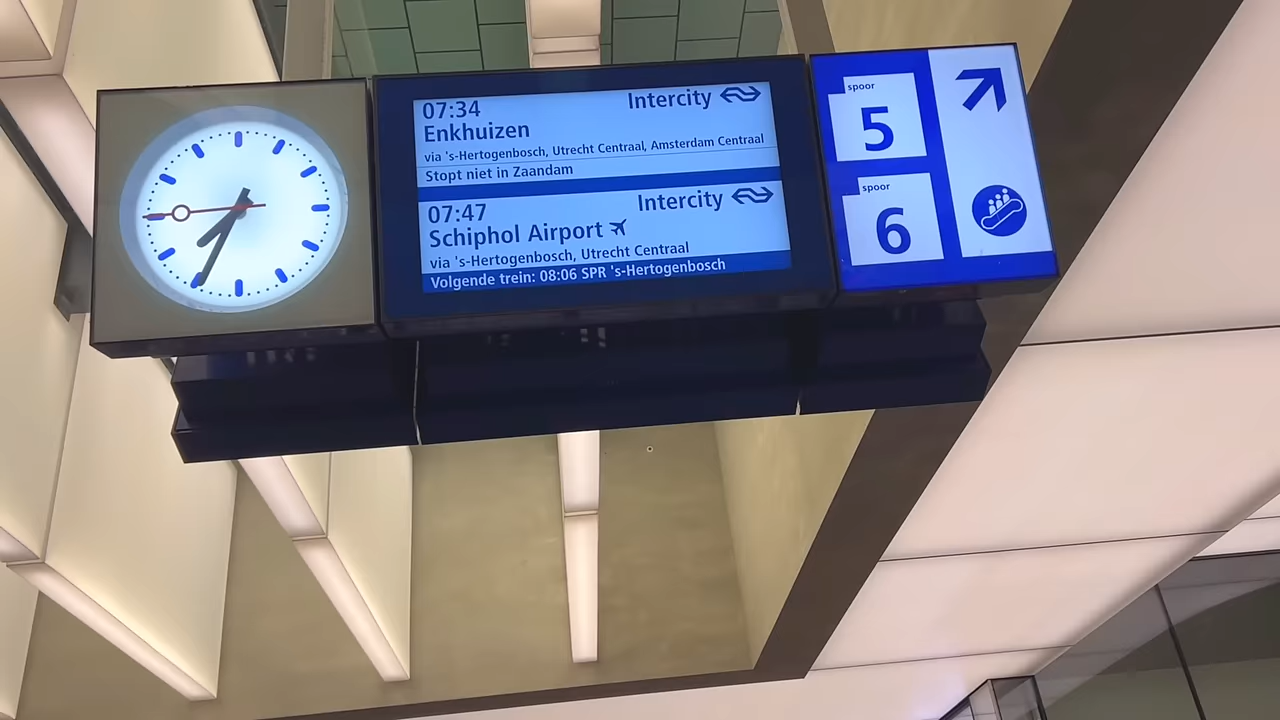 07:34 Intercity
Enkhuizen
via 's-Hertogenbosch, Utrecht Centraal, Amsterdam Centraal
Stopt niet in Zaandam
07:47 Intercity
Schiphol Airport
via 's-Hertogenbosch, Utrecht Centraal
Volgende trein: 08:06 SPR 's-Hertogenbosch
spoor
5
spoor
6